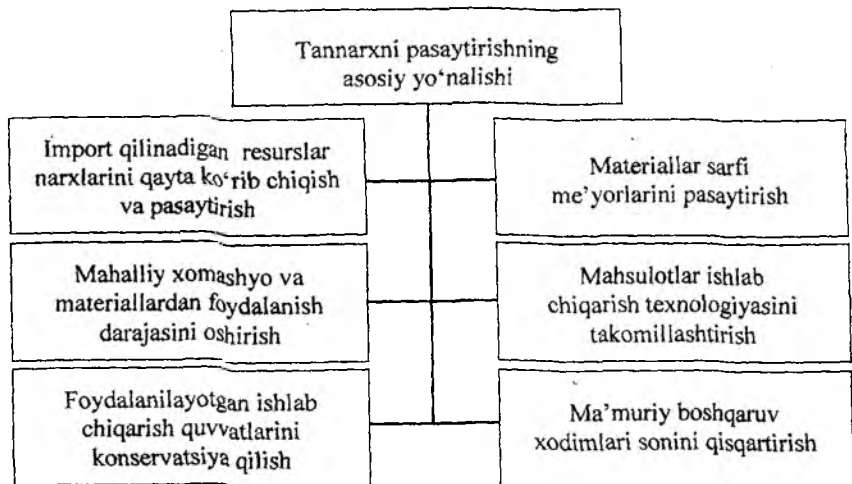 Tannarxni pasaytirishning
asosiy yo‘nalishi
Import qilinadigan resurslar
narxlarini qayta ko‘rib chiqish
va pasaytirish
Materiallar sarfi
me’yorlarini pasaytirish
Mahalliy xomashyo va
materiallardan foydalanish
darajasini oshirish
Mahsulotlar ishlab
chiqarish texnologiyasini
takomillashtirish
Foydalanilayotgan ishlab
chiqarish quvvatlarini
konservatsiya qilish
Ma’muriy boshqaruv
xodimlari sonini qisqartirish